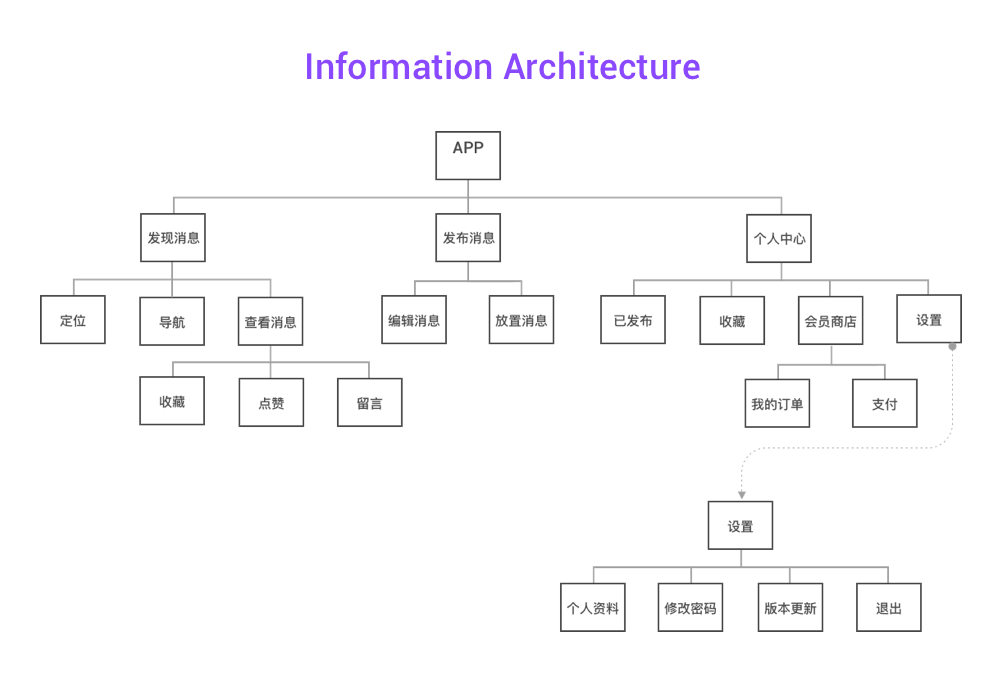 Information Architecture
APP
发现消息
发布消息
个人中心
定位
导航
查看消息
编辑消息
放置消息
已发布
收藏
会员商店
设置
收藏
点赞
留言
我的订单
支付
设置
个人资料
修改密码
版本更新
退出